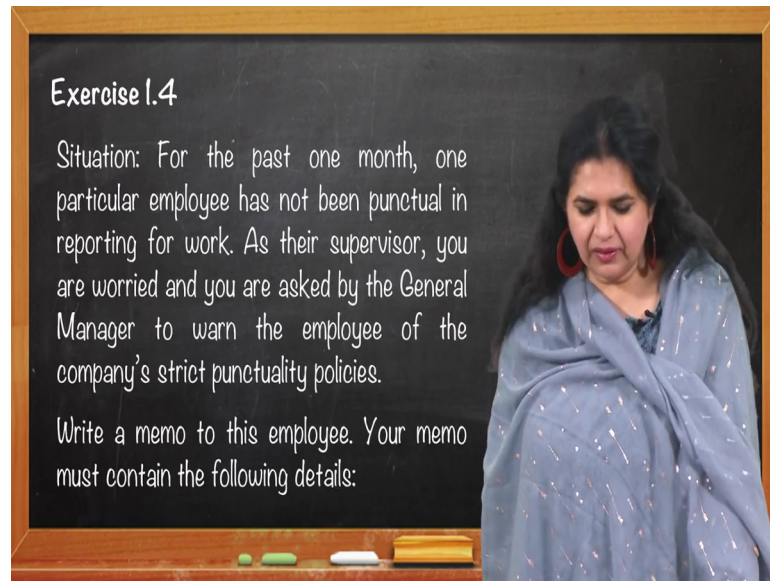 Exercise 1.4
Situation: For the past one month, one
particular employee has not been punctual in
reporting for work. As their supervisor, you
are worried and you are asked by the General
Manager to warn the employee of the
company's strict punctuality policies.
Write a memo to this employee. Your memo
must contain the following details: